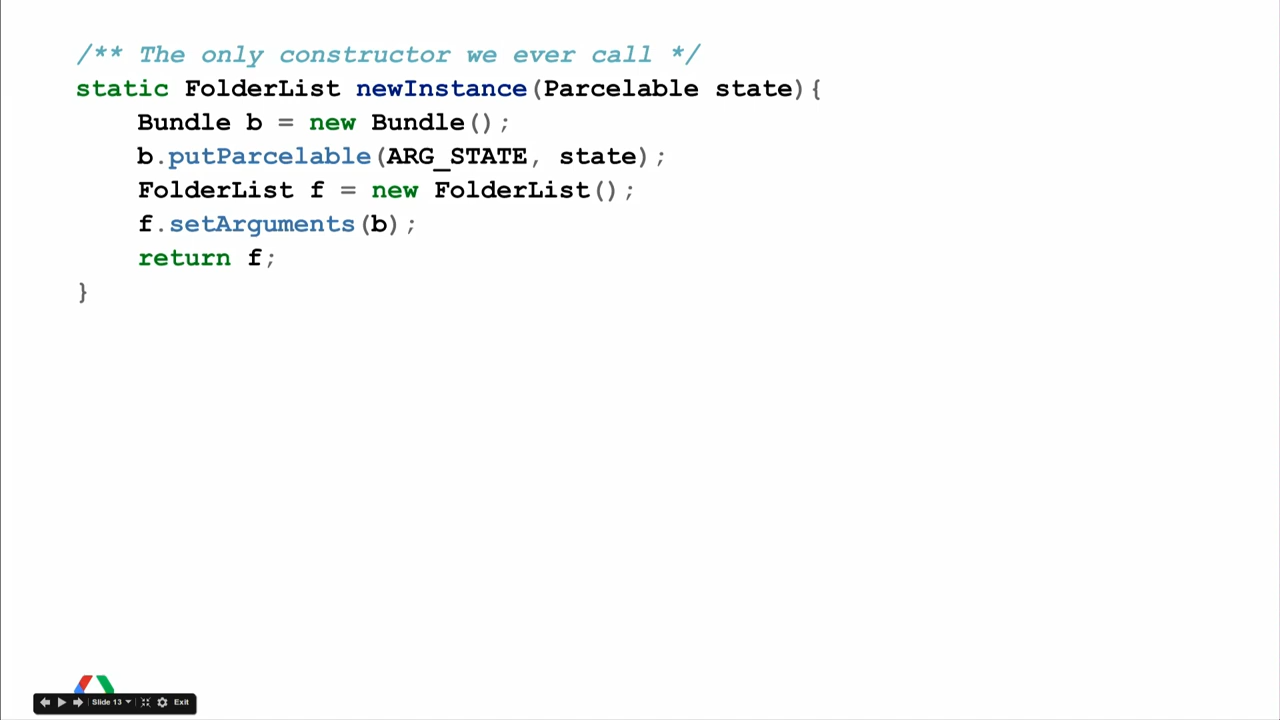 /** The only constructor we ever call */
static FolderList newInstance(Parcelable state){
    Bundle b = new Bundle();
    b.putParcelable(ARG_STATE, state);
    FolderList f = new FolderList();
    f.setArguments(b);
    return f;
}
Slide 13 Exit